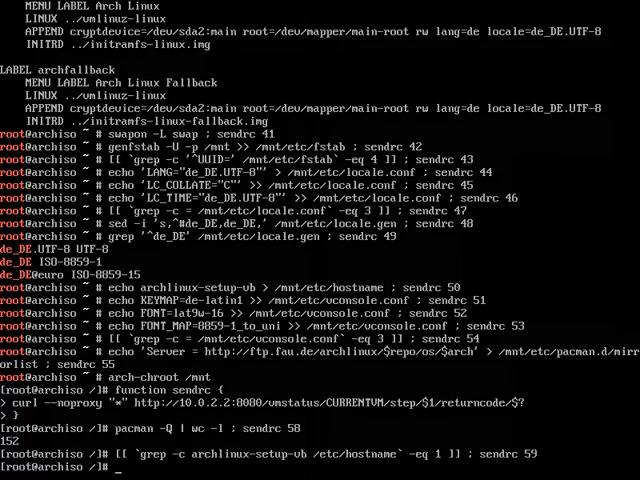 MENU LABEL Arch Linux
LINUX ../vmlinuz-linux
APPEND cryptdevice=/dev/sda2:main root=/dev/mapper/main-root rw lang=de locale=de_DE.UTF-8
INITRD ../initramfs-linux.img
LABEL archfallback
MENU LABEL Arch Linux Fallback
LINUX ../vmlinuz-linux
APPEND cryptdevice=/dev/sda2:main root=/dev/mapper/main-root rw lang=de locale=de_DE.UTF-8
INITRD ../initramfs-linux-fallback.img
root@archiso ~ # swapon -L swap ; sendrc 41
root@archiso ~ # genfstab -U -p /mnt >> /mnt/etc/fstab ; sendrc 42
root@archiso ~ # [[ `grep -c '^UUID=' /mnt/etc/fstab` -eq 4 ]] ; sendrc 43
root@archiso ~ # echo 'LANG="de_DE.UTF-8"' > /mnt/etc/locale.conf ; sendrc 44
root@archiso ~ # echo 'LC_COLLATE="C"' >> /mnt/etc/locale.conf ; sendrc 45
root@archiso ~ # echo 'LC_TIME="de_DE.UTF-8"' >> /mnt/etc/locale.conf ; sendrc 46
root@archiso ~ # [[ `grep -c = /mnt/etc/locale.conf` -eq 3 ]] ; sendrc 47
root@archiso ~ # sed -i 's,^#de_DE,de_DE,' /mnt/etc/locale.gen ; sendrc 48
root@archiso ~ # grep '^de_DE' /mnt/etc/locale.gen ; sendrc 49
de_DE.UTF-8 UTF-8
de_DE ISO-8859-1
de_DE@euro ISO-8859-15
root@archiso ~ # echo archlinux-setup-vb > /mnt/etc/hostname ; sendrc 50
root@archiso ~ # echo KEYMAP=de-latin1 > /mnt/etc/vconsole.conf ; sendrc 51
root@archiso ~ # echo FONT=lat9w-16 >> /mnt/etc/vconsole.conf ; sendrc 52
root@archiso ~ # echo FONT_MAP=8859-1_to_uni >> /mnt/etc/vconsole.conf ; sendrc 53
root@archiso ~ # [[ `grep -c = /mnt/etc/vconsole.conf` -eq 3 ]] ; sendrc 54
root@archiso ~ # echo 'Server = http://ftp.fau.de/archlinux/$repo/os/$arch' > /mnt/etc/pacman.d/mirr
orlist ; sendrc 55
root@archiso ~ # arch-chroot /mnt
[root@archiso /]# function sendrc {
> curl --noproxy "*" http://10.0.2.2:8080/vmstatus/CURRENTVM/step/$1/returncode/$?
> }
[root@archiso /]# pacman -Q | wc -l ; sendrc 58
152
[root@archiso /]# [[ `grep -c archlinux-setup-vb /etc/hostname` -eq 1 ]] ; sendrc 59
[root@archiso /]# _